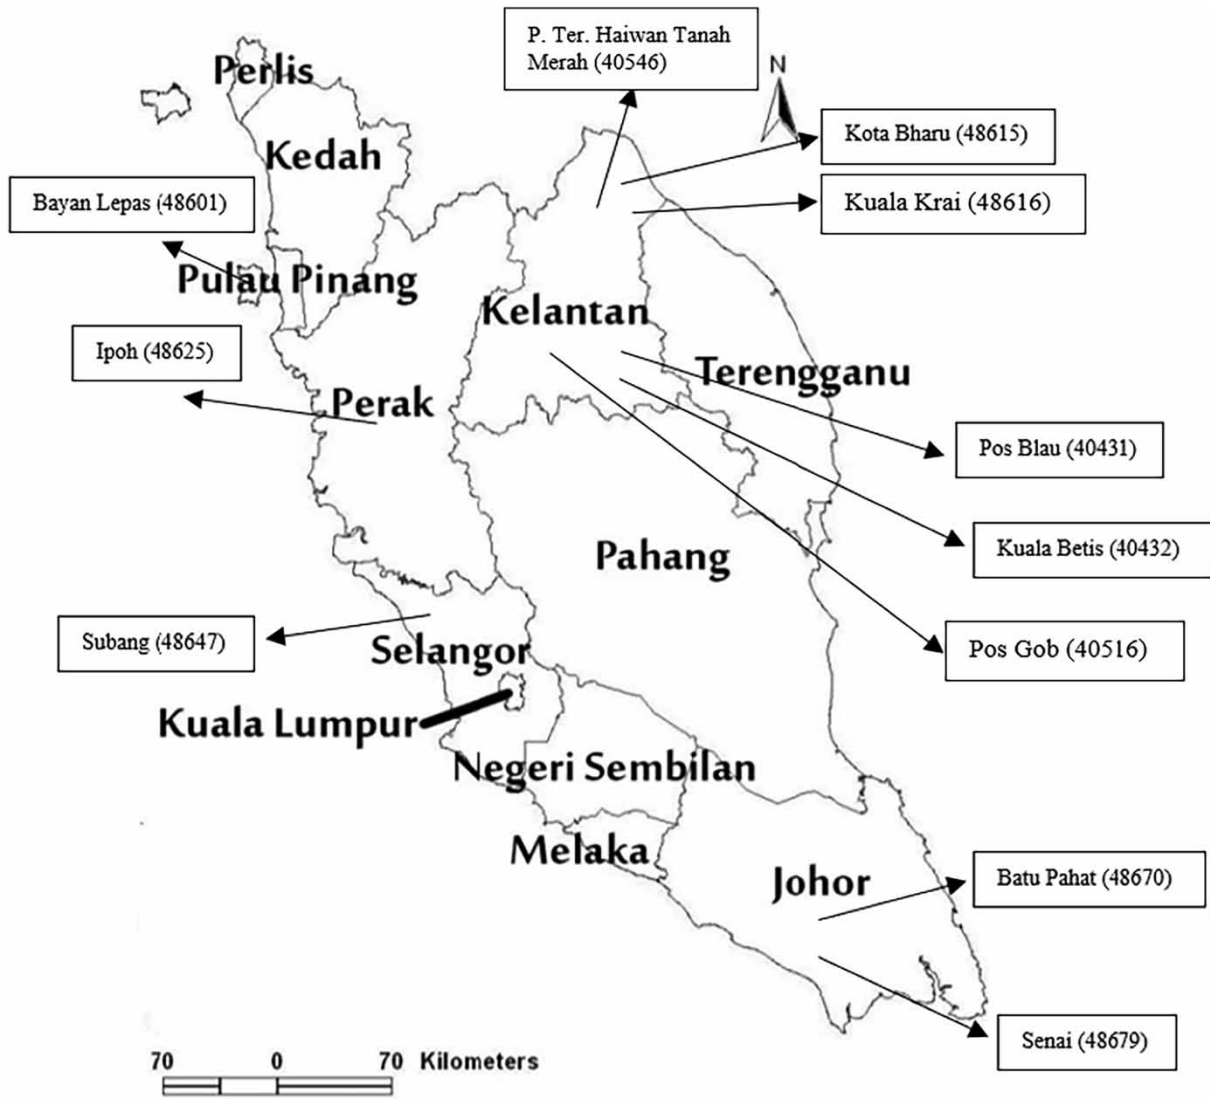 P. Ter. Haiwan Tanah
Merah (40546)
N
Perlis
Kedah
Kota Bharu (48615)
Bayan Lepas (48601)
Kuala Krai (48616)
Pulau Pinang
Kelantan
Ipoh (48625)
Terengganu
Perak
Pos Blau (40431)
Pahang
Kuala Betis (40432)
Subang (48647)
Selangor
Pos Gob (40516)
Kuala Lumpur
Negeri Sembilan
Melaka
Johor
Batu Pahat (48670)
Senai (48679)
70 0 70 Kilometers